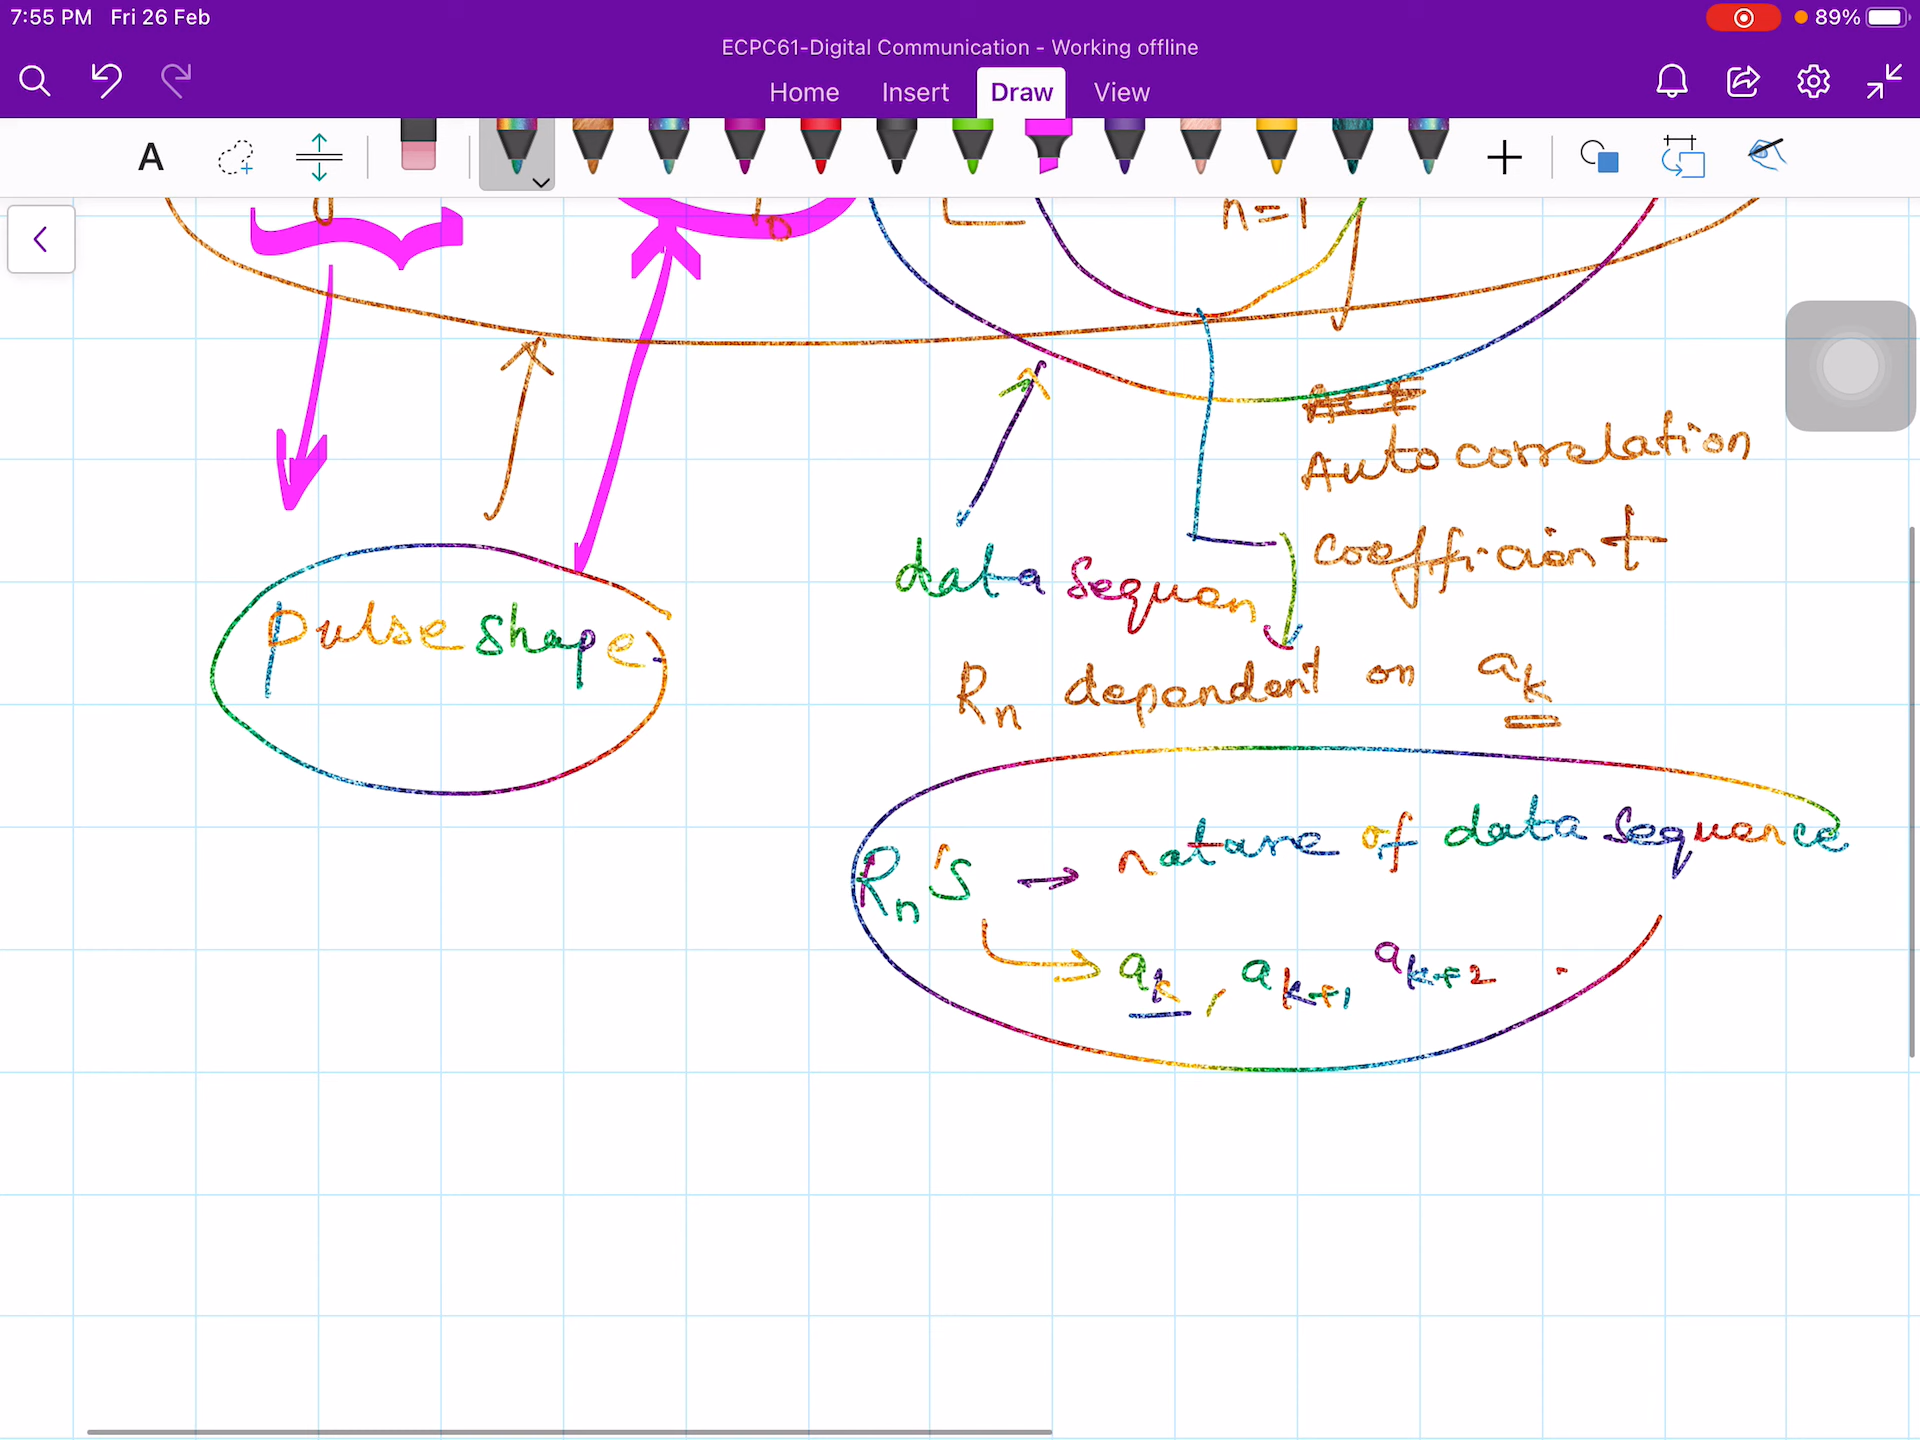 7:55 PM Fri 26 Feb
89%
ECPC61-Digital Communication - Working offline
Home Insert Draw View
A
n=1
Auto correlation
coefficient
data sequen
pulse shape
Rn dependent on ak
Rn's → nature of data sequence
ak, ak+1 ak+2 .